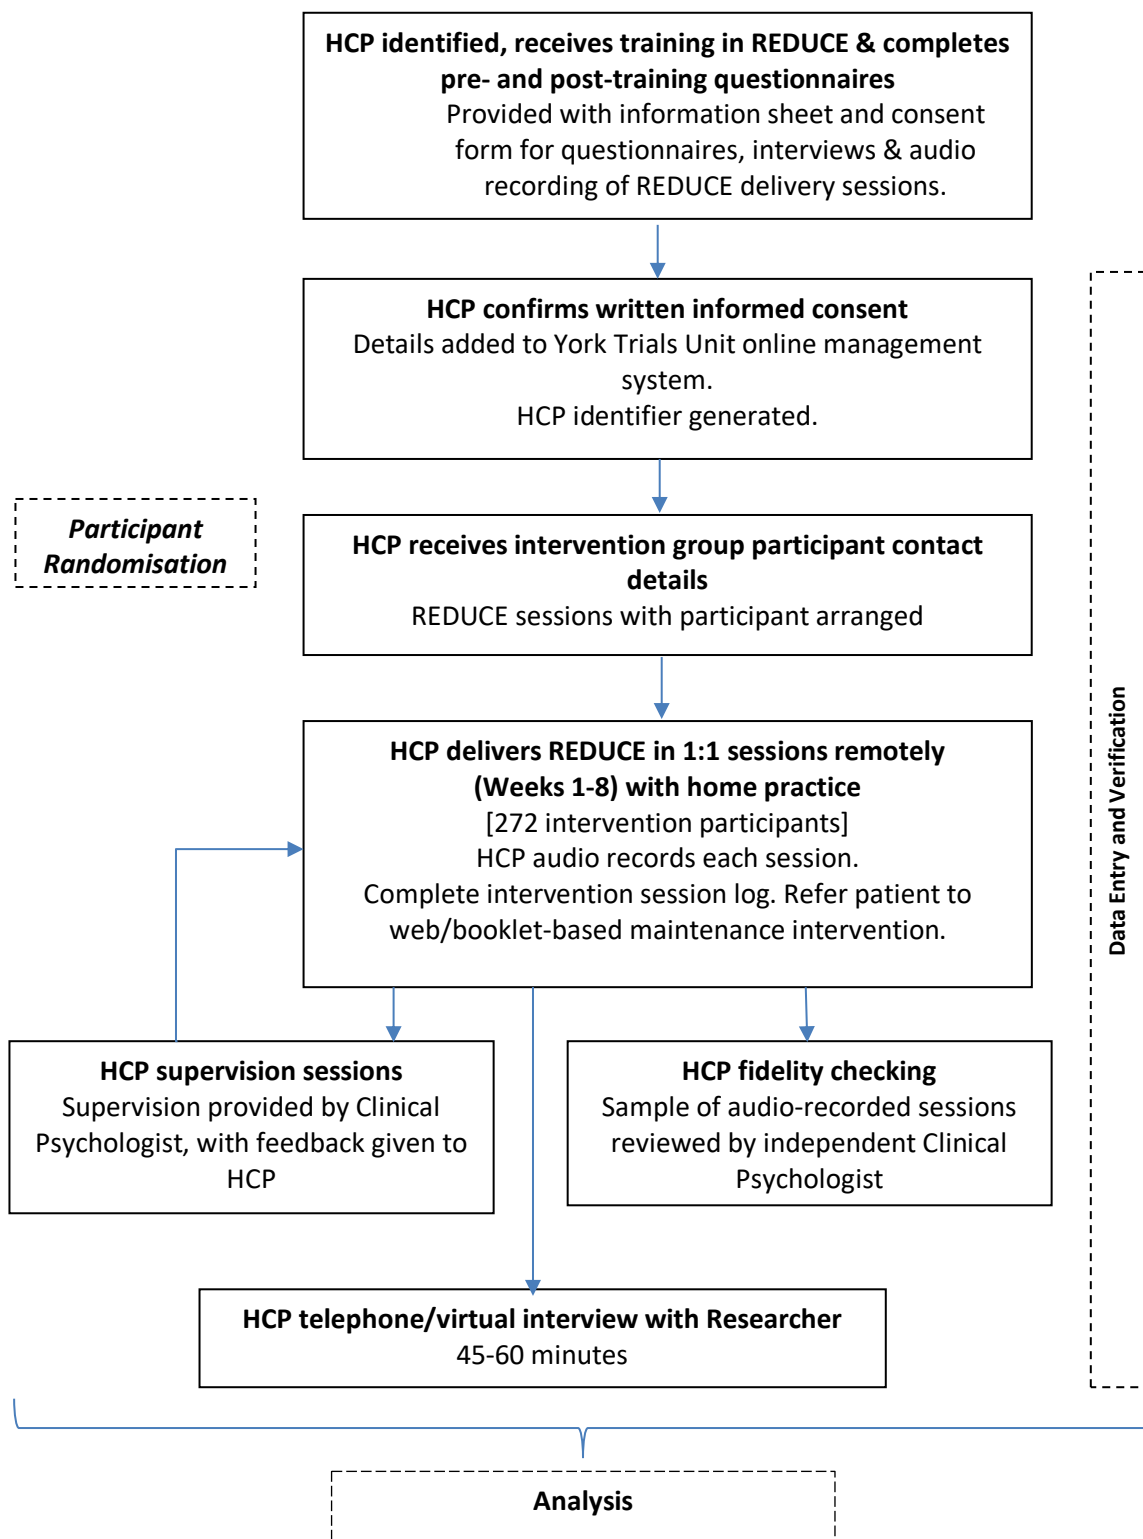 HCP identified, receives training in REDUCE & completes
pre- and post-training questionnaires
Provided with information sheet and consent
form for questionnaires, interviews & audio
recording of REDUCE delivery sessions.
HCP confirms written informed consent
Details added to York Trials Unit online management
system.
HCP identifier generated.
Participant
Randomisation
HCP receives intervention group participant contact
details
REDUCE sessions with participant arranged
HCP delivers REDUCE in 1:1 sessions remotely
(Weeks 1-8) with home practice
[272 intervention participants]
HCP audio records each session.
Complete intervention session log. Refer patient to
web/booklet-based maintenance intervention.
Data Entry and Verification
HCP supervision sessions
Supervision provided by Clinical
Psychologist, with feedback given to
HCP
HCP fidelity checking
Sample of audio-recorded sessions
reviewed by independent Clinical
Psychologist
HCP telephone/virtual interview with Researcher
45-60 minutes
Analysis